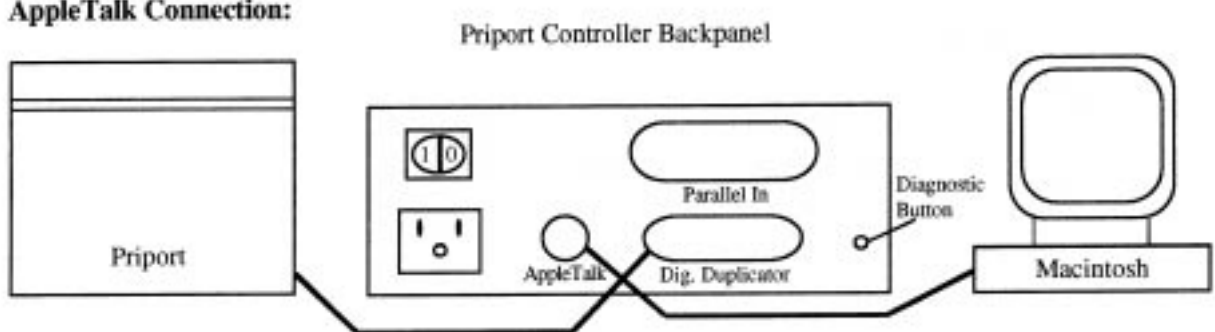 AppleTalk Connection:
Priport Controller Backpanel
1 0
Parallel In
Diagnostic
Button
Priport
AppleTalk
Dig. Duplicator
Macintosh